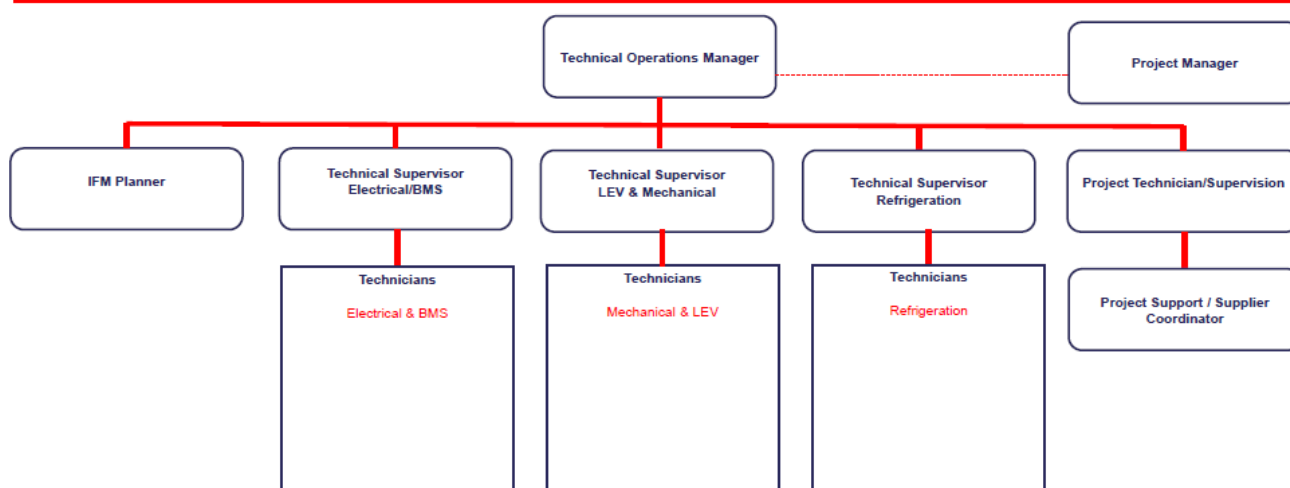 Technical Operations Manager
Project Manager
IFM Planner
Technical Supervisor
Electrical/BMS
Technical Supervisor
LEV & Mechanical
Technical Supervisor
Refrigeration
Project Technician/Supervision
Technicians
Electrical & BMS
Technicians
Mechanical & LEV
Technicians
Refrigeration
Project Support / Supplier
Coordinator